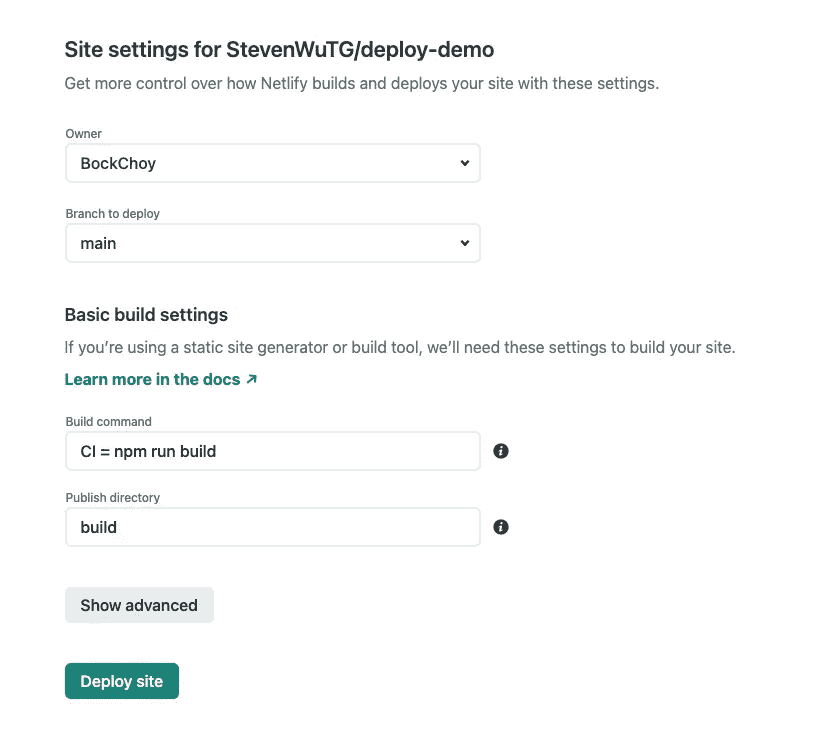 Site settings for StevenWuTG/deploy-demo
Get more control over how Netlify builds and deploys your site with these settings.
Owner
BockChoy
Branch to deploy
main
Basic build settings
If you’re using a static site generator or build tool, we’ll need these settings to build your site.
Learn more in the docs ↗
Build command
CI = npm run build
Publish directory
build
Show advanced
Deploy site